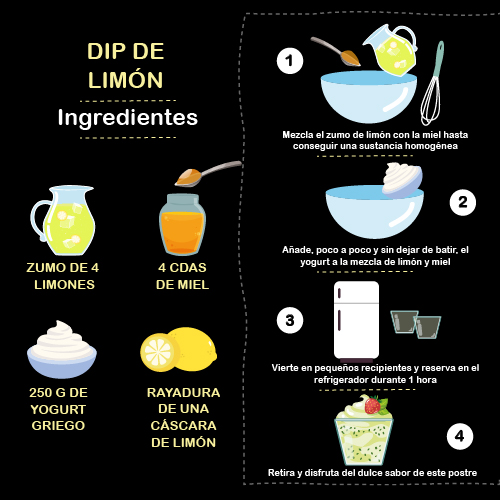 DIP DE
LIMÓN
Ingredientes
ZUMO DE 4
LIMONES
4 CDAS
DE MIEL
250 G DE
YOGURT
GRIEGO
RAYADURA
DE UNA
CÁSCARA
DE LIMÓN
1
Mezcla el zumo de limón con la miel hasta
conseguir una sustancia homogénea
2
Añade, poco a poco y sin dejar de batir, el
yogurt a la mezcla de limón y miel
3
Vierte en pequeños recipientes y reserva en el
refrigerador durante 1 hora
4
Retira y disfruta del dulce sabor de este postre